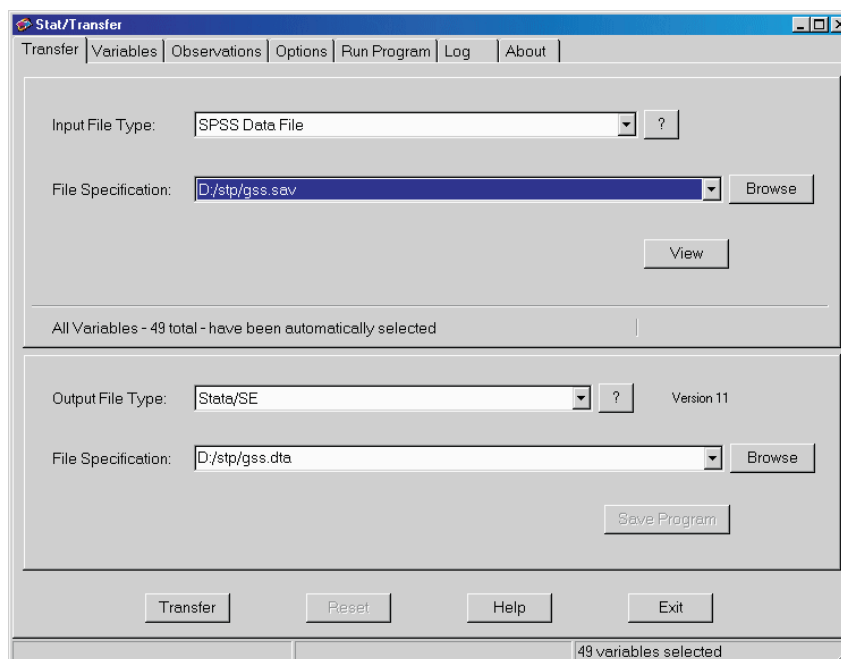 Stat/Transfer
Transfer Variables Observations Options Run Program Log About
Input File Type: SPSS Data File ?
File Specification: D:/stp/gss.sav Browse
View
All Variables - 49 total - have been automatically selected
Output File Type: Stata/SE ? Version 11
File Specification: D:/stp/gss.dta Browse
Save Program
Transfer Reset Help Exit
49 variables selected